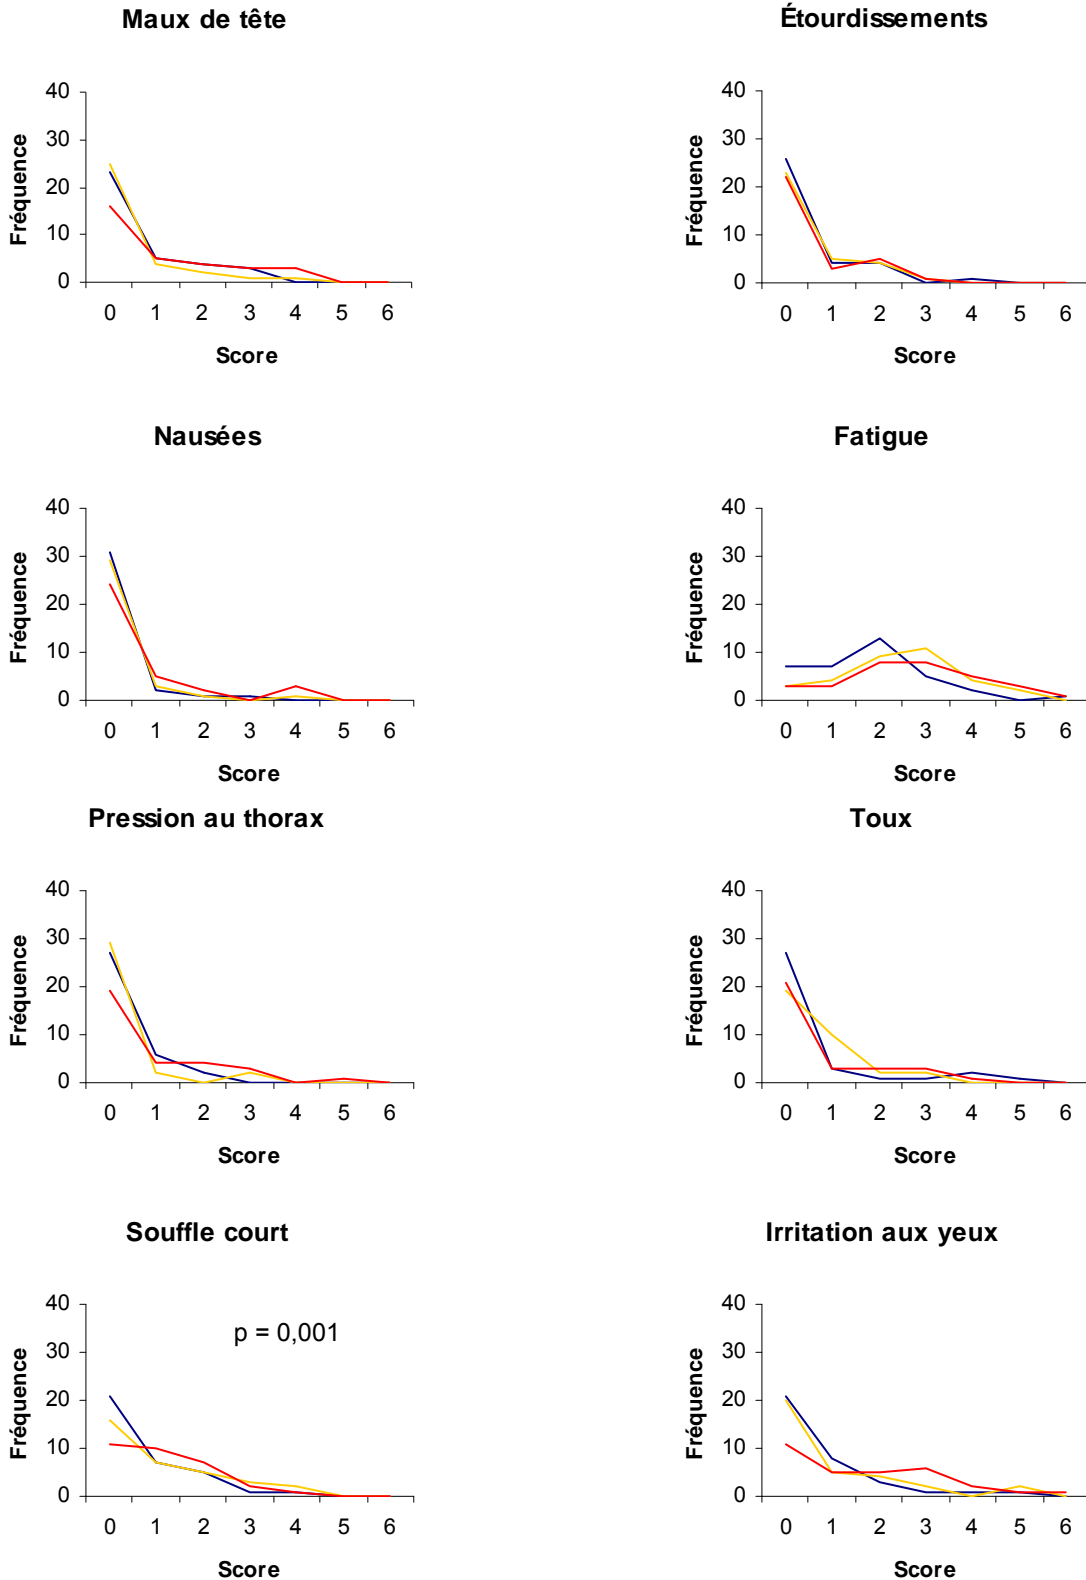 Maux de tête
40
30
20
10
0
Fréquence
0 1 2 3 4 5 6
Score
Étourdissements
40
30
20
10
0
Fréquence
0 1 2 3 4 5 6
Score
Nausées
40
30
20
10
0
Fréquence
0 1 2 3 4 5 6
Score
Fatigue
40
30
20
10
0
Fréquence
0 1 2 3 4 5 6
Score
Pression au thorax
40
30
20
10
0
Fréquence
0 1 2 3 4 5 6
Score
Toux
40
30
20
10
0
Fréquence
0 1 2 3 4 5 6
Score
Souffle court
40
30
20
10
0
Fréquence
p = 0,001
0 1 2 3 4 5 6
Score
Irritation aux yeux
40
30
20
10
0
Fréquence
0 1 2 3 4 5 6
Score